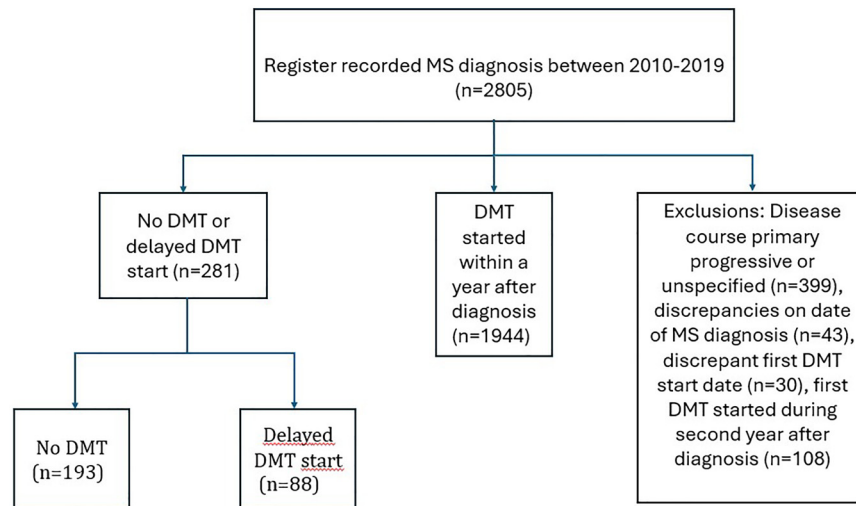 Register recorded MS diagnosis between 2010-2019
(n=2805)
No DMT or
delayed DMT
start (n=281)
DMT
started
within a
year after
diagnosis
(n=1944)
Exclusions: Disease
course primary
progressive or
unspecified (n=399),
discrepancies on date
of MS diagnosis (n=43),
discrepant first DMT
start date (n=30), first
DMT started during
second year after
diagnosis (n=108)
No DMT
(n=193)
Delayed
DMT start
(n=88)